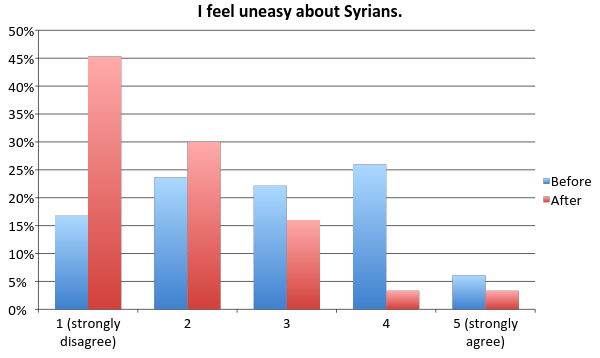 I feel uneasy about Syrians.
50%
45%
40%
35%
30%
25%
20%
15%
10%
5%
0%
1 (strongly
disagree)
2
3
4
5 (strongly
agree)
Before
After